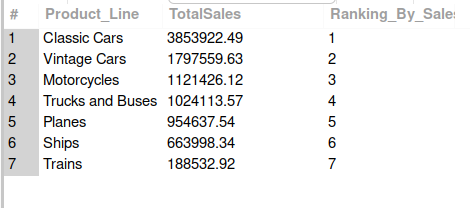 # Product_Line TotalSales Ranking_By_Sales
1 Classic Cars 3853922.49 1
2 Vintage Cars 1797559.63 2
3 Motorcycles 1121426.12 3
4 Trucks and Buses 1024113.57 4
5 Planes 954637.54 5
6 Ships 663998.34 6
7 Trains 188532.92 7